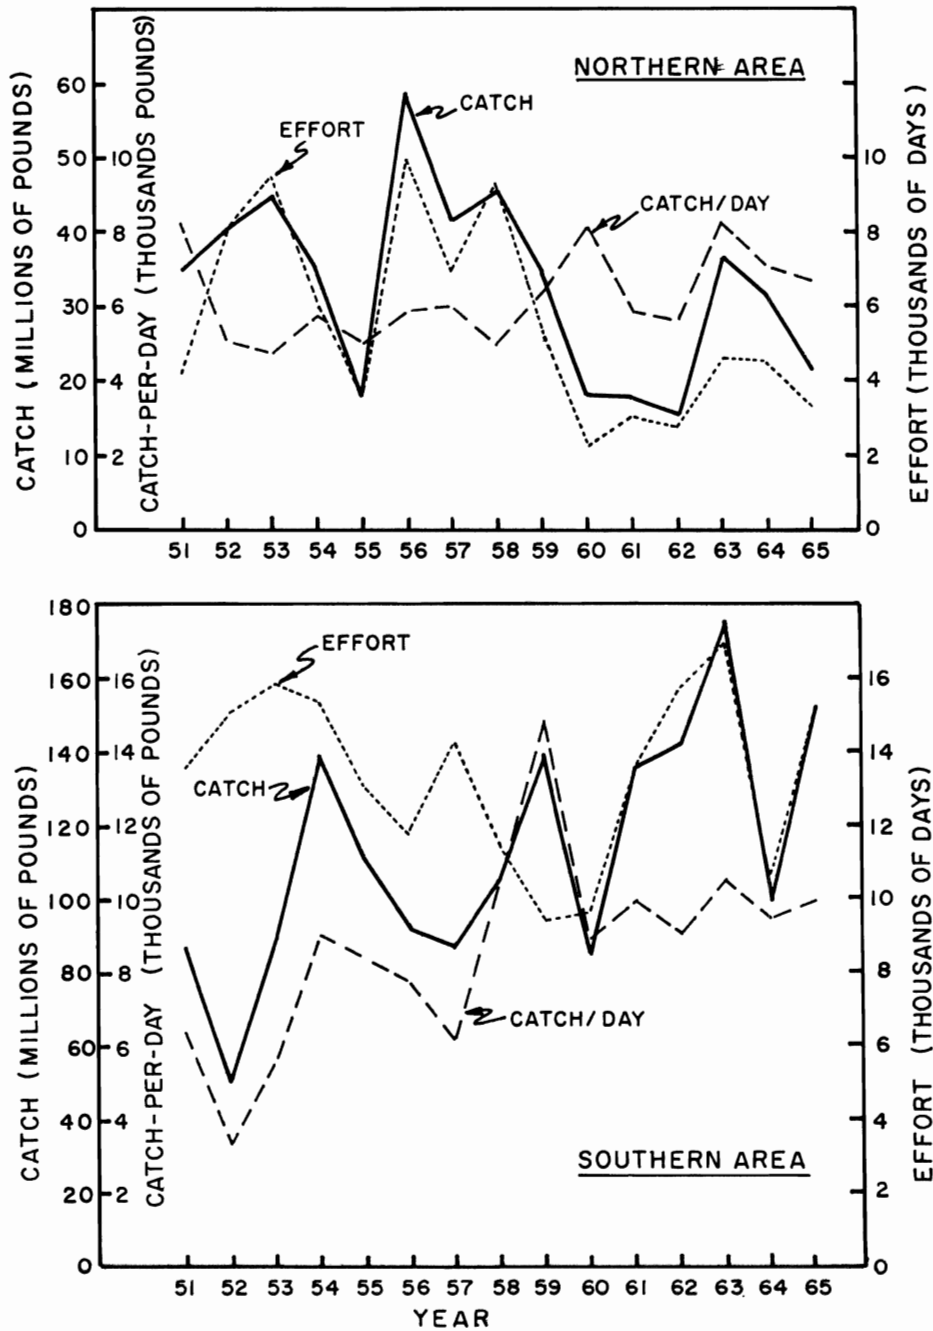 NORTHERN AREA
CATCH
EFFORT
CATCH/DAY
CATCH (MILLIONS OF POUNDS)
CATCH-PER-DAY (THOUSANDS POUNDS)
EFFORT (THOUSANDS OF DAYS)
60
50 10 10
40 8 8
30 6 6
20 4 4
10 2 2
0 0
51 52 53 54 55 56 57 58 59 60 61 62 63 64 65
180
EFFORT
160 16 16
140 14 14
CATCH
120 12 12
100 10 10
80 8 8
CATCH/DAY
60 6 6
40 4 4
SOUTHERN AREA
20 2 2
0 0
CATCH (MILLIONS OF POUNDS)
CATCH-PER-DAY (THOUSANDS OF POUNDS)
EFFORT (THOUSANDS OF DAYS)
51 52 53 54 55 56 57 58 59 60 61 62 63 64 65
YEAR